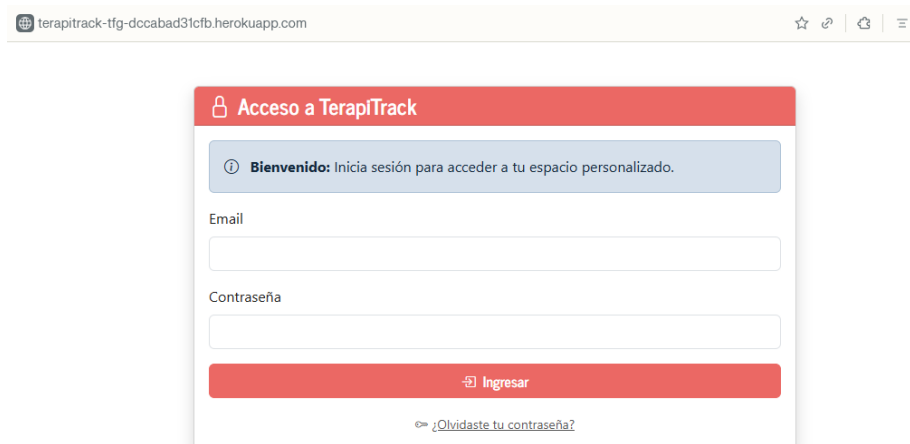 terapitrack-tfg-dccabad31cfb.herokuapp.com
Acceso a TerapiTrack
Bienvenido: Inicia sesión para acceder a tu espacio personalizado.
Email
Contraseña
Ingresar
¿Olvidaste tu contraseña?